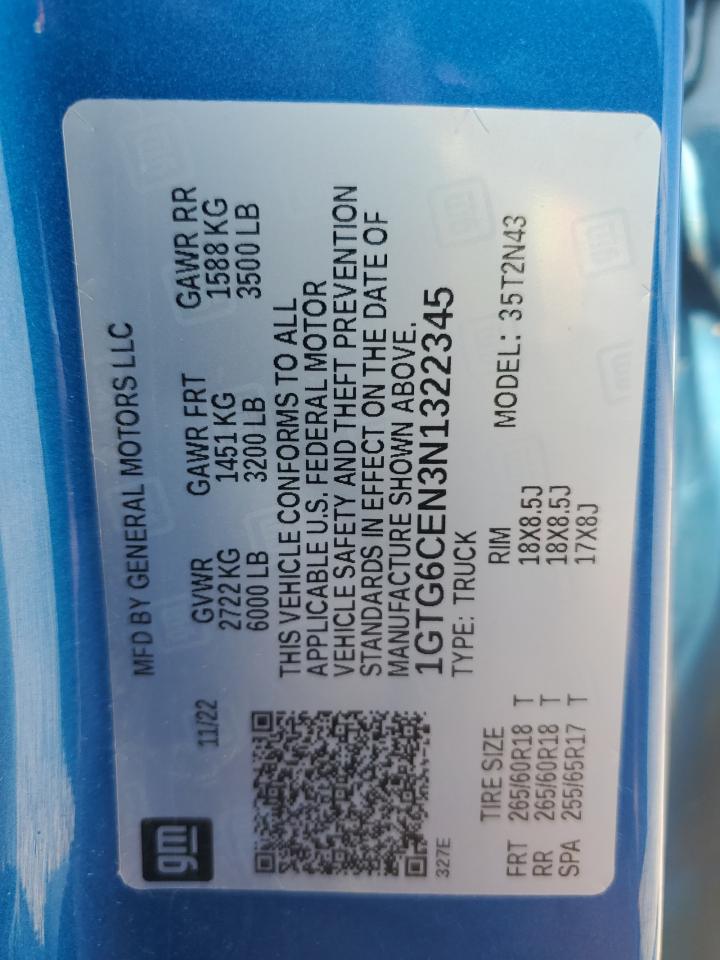 gm
MFD BY GENERAL MOTORS LLC
11/22
GVWR GAWR FRT GAWR RR
2722 KG 1451 KG 1588 KG
6000 LB 3200 LB 3500 LB
THIS VEHICLE CONFORMS TO ALL
APPLICABLE U.S. FEDERAL MOTOR
VEHICLE SAFETY AND THEFT PREVENTION
STANDARDS IN EFFECT ON THE DATE OF
MANUFACTURE SHOWN ABOVE.
1GTG6CEN3N1322345
327E
TYPE: TRUCK
TIRE SIZE RIM MODEL: 35T2N43
FRT 265/60R18 T 18X8.5J
RR 265/60R18 T 18X8.5J
SPA 255/65R17 T 17X8J